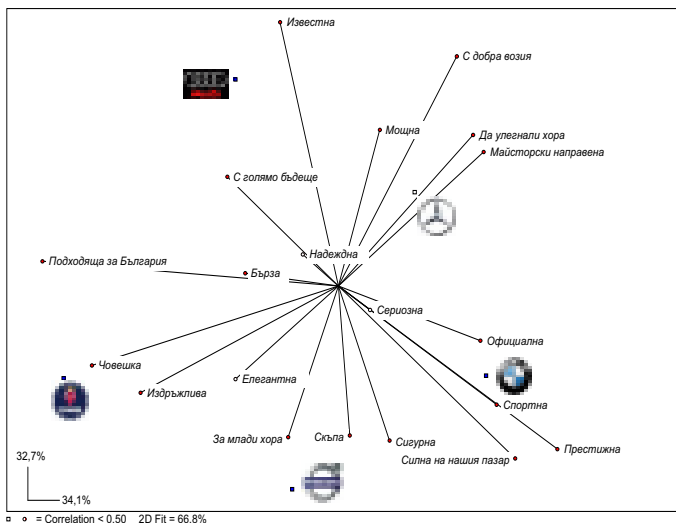 Известна
С добра возия
Мощна
Да улегнали хора
Майсторски направена
С голямо бъдеще
Надеждна
Подходяща за България
Бърза
Сериозна
Официална
Човешка
Издръжлива
Елегантна
Спортна
За млади хора
Скъпа
Сигурна
Престижна
Силна на нашия пазар
32,7%
34,1%
= Correlation < 0.50 2D Fit = 66.8%